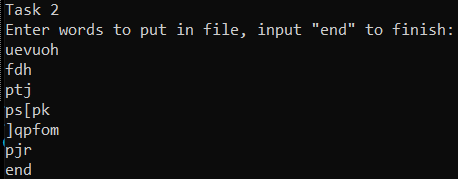 Task 2
Enter words to put in file, input "end" to finish:
uevuoh
fdh
ptj
ps[pk
]qpfom
pjr
end